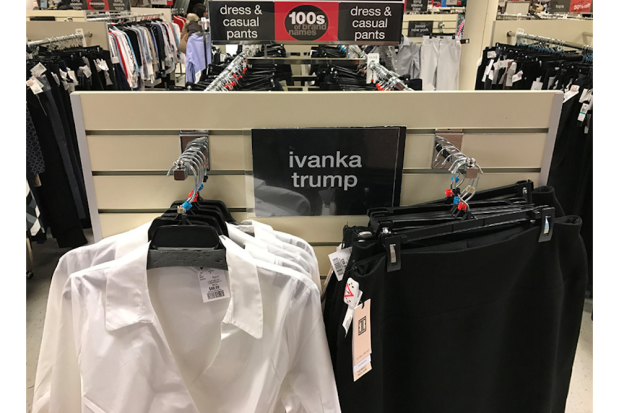 dress &
casual
pants
100s
of brand
names
dress &
casual
pants
ivanka
trump